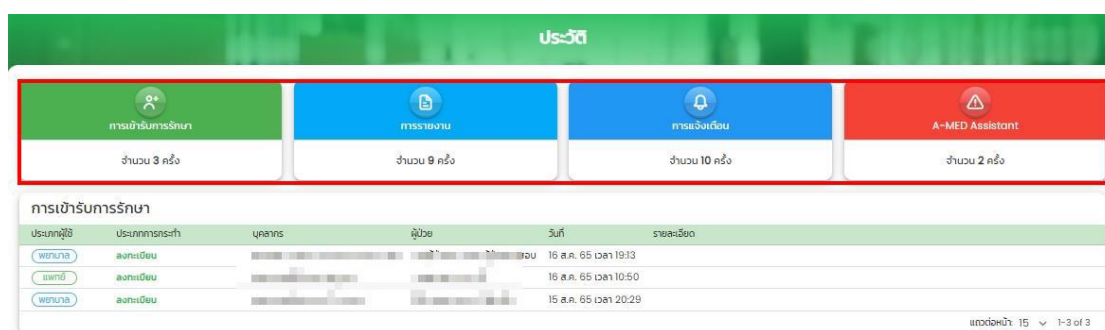 ประวัติ
การเข้ารับการรักษา การรายงาน การแจ้งเตือน A-MED Assistant
จำนวน 3 ครั้ง จำนวน 9 ครั้ง จำนวน 10 ครั้ง จำนวน 2 ครั้ง
การเข้ารับการรักษา
ประเภทผู้ใช้ ประเภทการกระทำ บุคลากร ผู้ป่วย วันที่ รายละเอียด
พยาบาล ลงทะเบียน 16 ส.ค. 65 เวลา 19:13
แพทย์ ลงทะเบียน 16 ส.ค. 65 เวลา 10:50
พยาบาล ลงทะเบียน 15 ส.ค. 65 เวลา 20:29
แถวต่อหน้า: 15 1-3 of 3